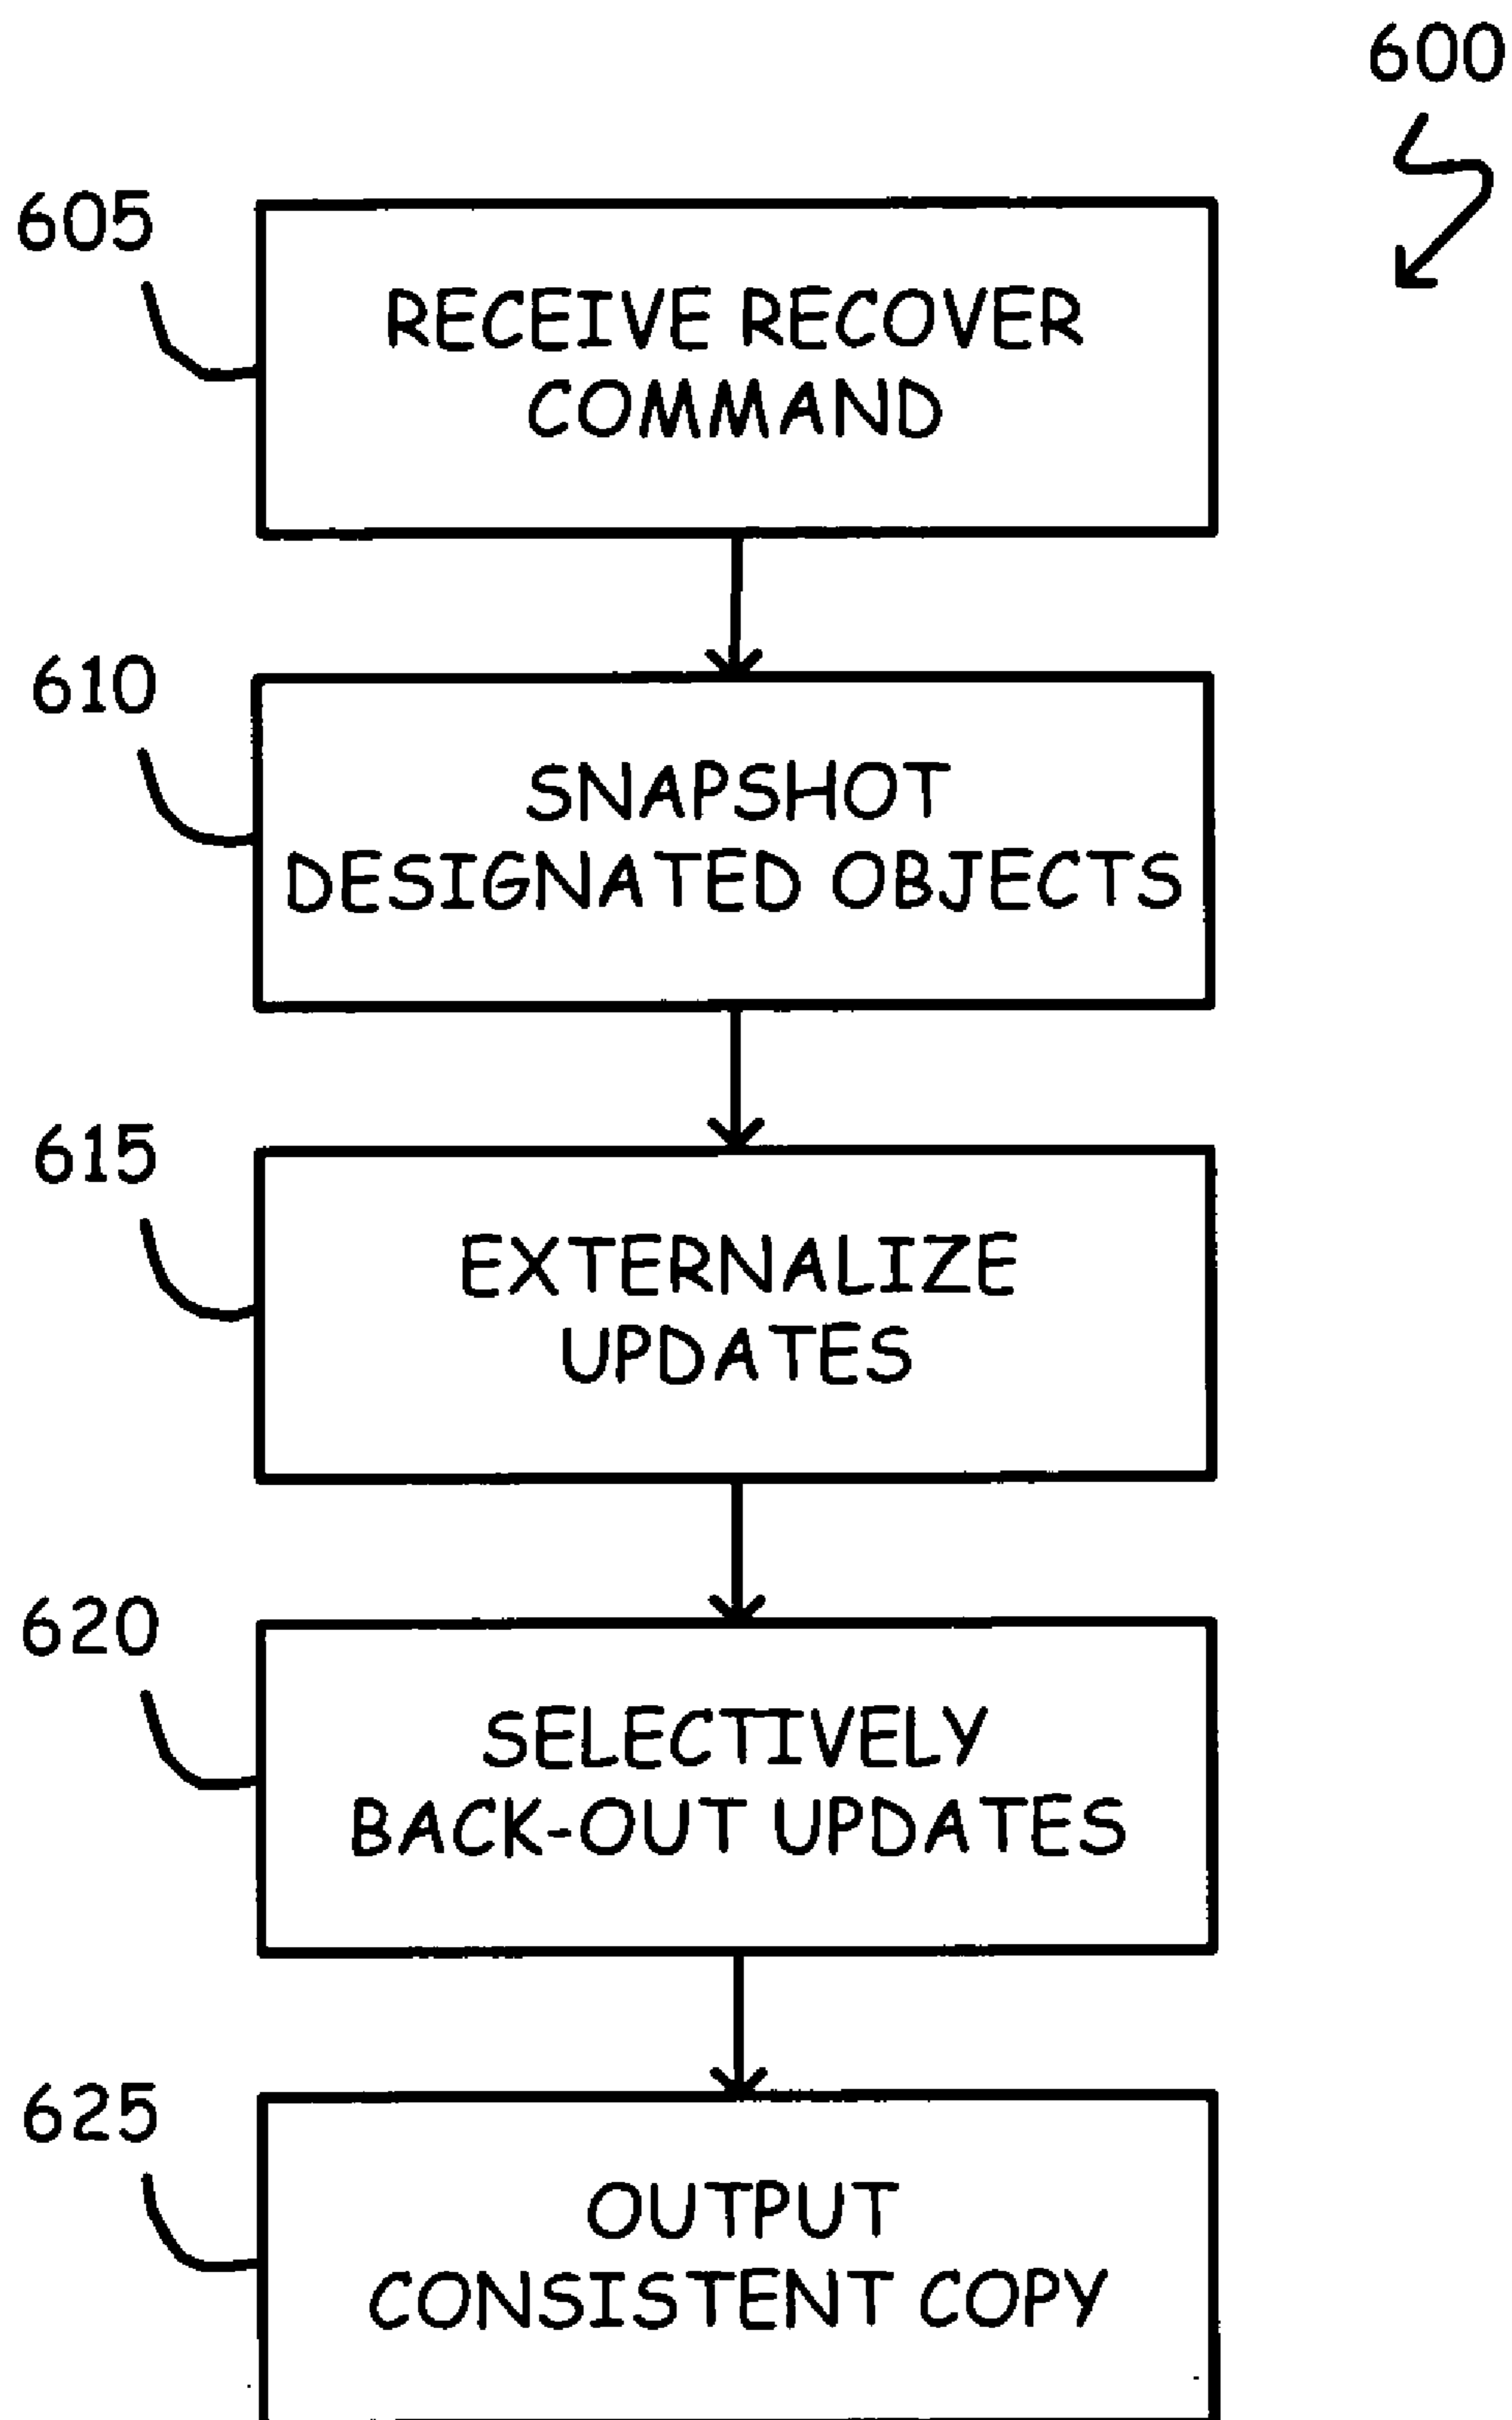 600
605
RECEIVE RECOVER
COMMAND
610
SNAPSHOT
DESIGNATED OBJECTS
615
EXTERNALIZE
UPDATES
620
SELECTIVELY
BACK-OUT UPDATES
625
OUTPUT
CONSISTENT COPY